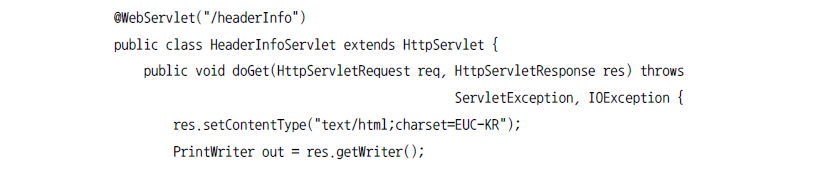 @WebServlet("/headerInfo")
public class HeaderInfoServlet extends HttpServlet {
public void doGet(HttpServletRequest req, HttpServletResponse res) throws
ServletException, IOException {
res.setContentType("text/html;charset=EUC-KR");
PrintWriter out = res.getWriter();